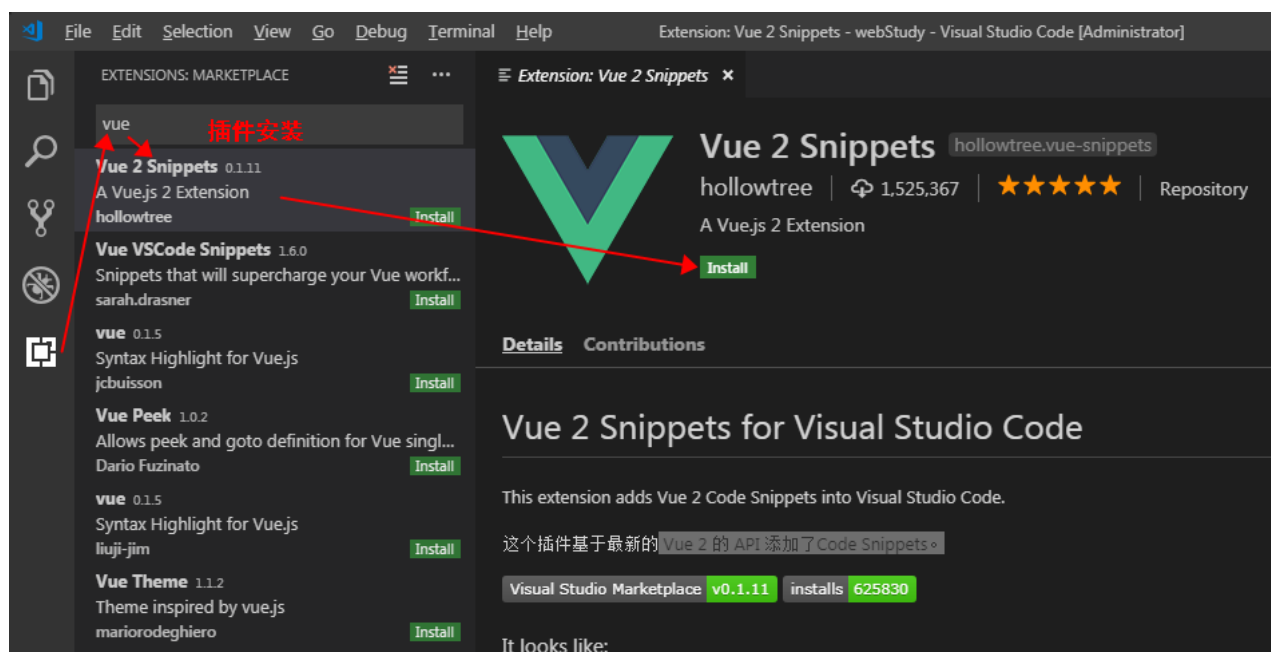 File Edit Selection View Go Debug Terminal Help Extension: Vue 2 Snippets - webStudy - Visual Studio Code [Administrator]
EXTENSIONS: MARKETPLACE
vue 插件安装
Vue 2 Snippets 0.1.11
A Vue.js 2 Extension
hollowtree Install
Vue VSCode Snippets 1.6.0
Snippets that will supercharge your Vue workf...
sarah.drasner Install
vue 0.1.5
Syntax Highlight for Vue.js
jcbuisson Install
Vue Peek 1.0.2
Allows peek and goto definition for Vue singl...
Dario Fuzinato Install
vue 0.1.5
Syntax Highlight for Vue.js
liuji-jim Install
Vue Theme 1.1.2
Theme inspired by vue.js
mariorodeghiero Install
Extension: Vue 2 Snippets
Vue 2 Snippets hollowtree.vue-snippets
hollowtree 1,525,367 Repository
A Vue.js 2 Extension
Install
Details Contributions
Vue 2 Snippets for Visual Studio Code
This extension adds Vue 2 Code Snippets into Visual Studio Code.
这个插件基于最新的 Vue 2 的 API 添加了Code Snippets。
Visual Studio Marketplace v0.1.11 installs 625830
It looks like: